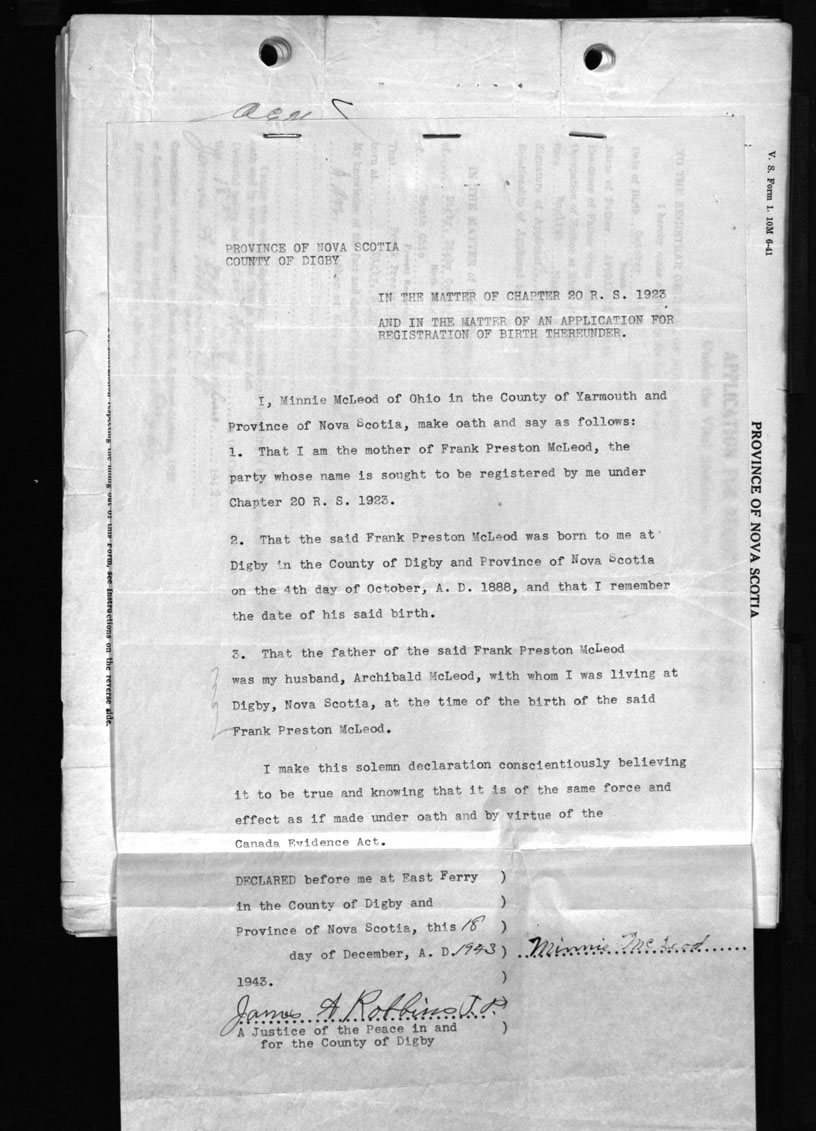 V. S. Form 1. 10M 6-41
PROVINCE OF NOVA SCOTIA
PROVINCE OF NOVA SCOTIA
COUNTY OF DIGBY
IN THE MATTER OF CHAPTER 20 R. S. 1923
AND IN THE MATTER OF AN APPLICATION FOR
REGISTRATION OF BIRTH THEREUNDER.
I, Minnie McLeod of Ohio in the County of Yarmouth and
Province of Nova Scotia, make oath and say as follows:
1. That I am the mother of Frank Preston McLeod, the
party whose name is sought to be registered by me under
Chapter 20 R. S. 1923.
2. That the said Frank Preston McLeod was born to me at
Digby in the County of Digby and Province of Nova Scotia
on the 4th day of October, A. D. 1888, and that I remember
the date of his said birth.
3. That the father of the said Frank Preston McLeod
was my husband, Archibald McLeod, with whom I was living at
Digby, Nova Scotia, at the time of the birth of the said
Frank Preston McLeod.
I make this solemn declaration conscientiously believing
it to be true and knowing that it is of the same force and
effect as if made under oath and by virtue of the
Canada Evidence Act.
DECLARED before me at East Ferry )
in the County of Digby and )
Province of Nova Scotia, this 18 )
day of December, A. D. 1943 ) Minnie McLeod
1943. )
James A Robbins J.P.
A Justice of the Peace in and )
for the County of Digby
out of this Form, see instructions on the reverse side.